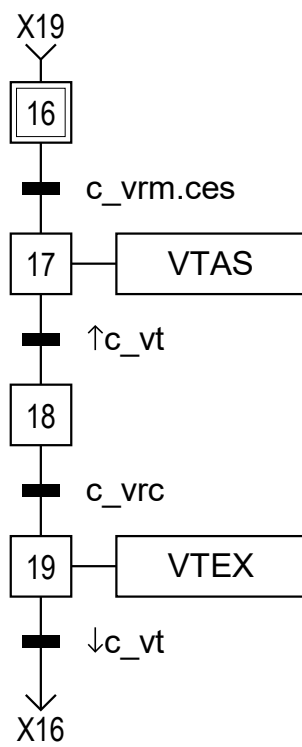 X19
16
c_vrm.ces
17 VTAS
↑c_vt
18
c_vrc
19 VTEX
↓c_vt
X16